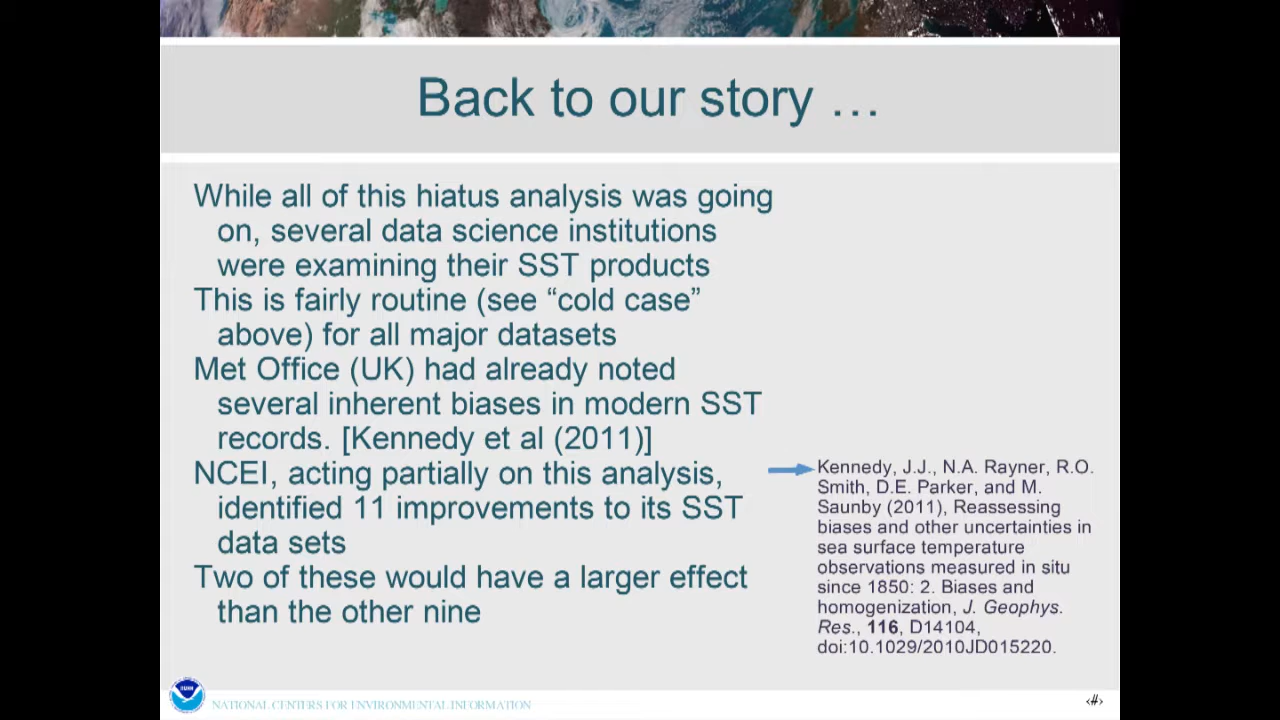 Back to our story …
While all of this hiatus analysis was going
on, several data science institutions
were examining their SST products
This is fairly routine (see “cold case”
above) for all major datasets
Met Office (UK) had already noted
several inherent biases in modern SST
records. [Kennedy et al (2011)]
NCEI, acting partially on this analysis,
identified 11 improvements to its SST
data sets
Two of these would have a larger effect
than the other nine
Kennedy, J.J., N.A. Rayner, R.O.
Smith, D.E. Parker, and M.
Saunby (2011), Reassessing
biases and other uncertainties in
sea surface temperature
observations measured in situ
since 1850: 2. Biases and
homogenization, J. Geophys.
Res., 116, D14104,
doi:10.1029/2010JD015220.
NATIONAL CENTERS FOR ENVIRONMENTAL INFORMATION
‹#›